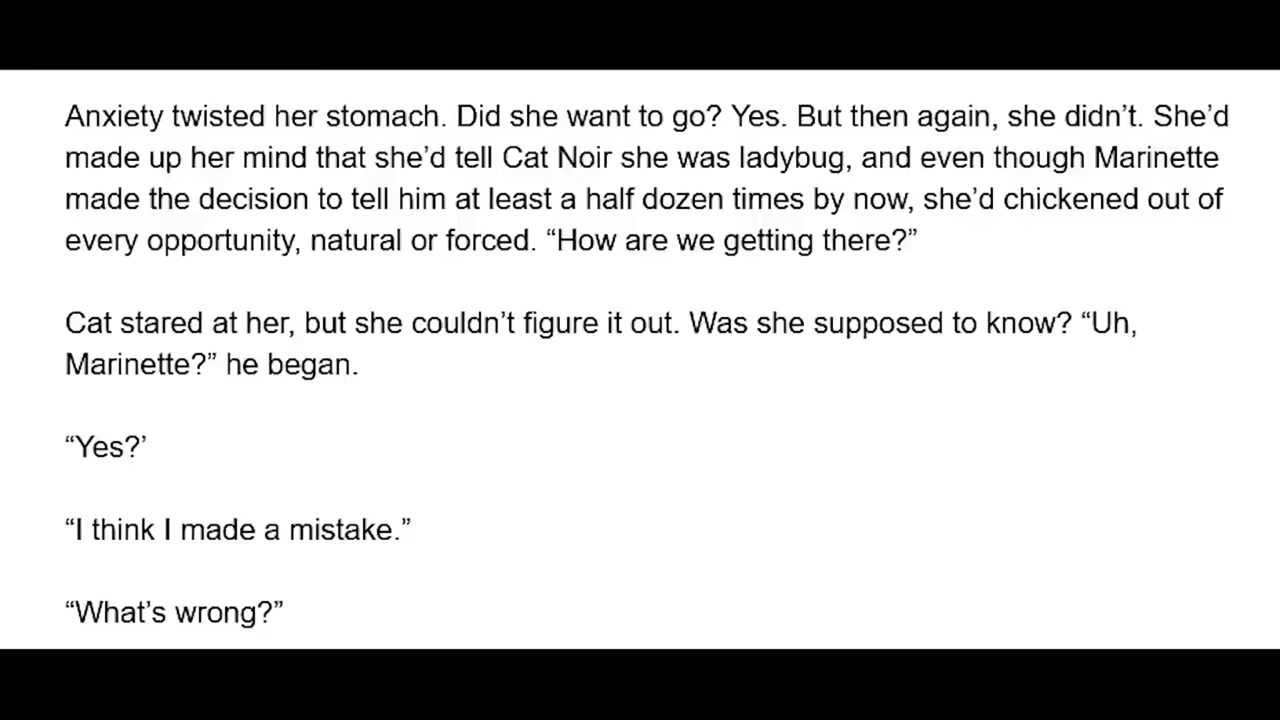 Anxiety twisted her stomach. Did she want to go? Yes. But then again, she didn’t. She’d
made up her mind that she’d tell Cat Noir she was ladybug, and even though Marinette
made the decision to tell him at least a half dozen times by now, she’d chickened out of
every opportunity, natural or forced. “How are we getting there?”
Cat stared at her, but she couldn’t figure it out. Was she supposed to know? “Uh,
Marinette?” he began.
“Yes?’
“I think I made a mistake.”
“What’s wrong?”